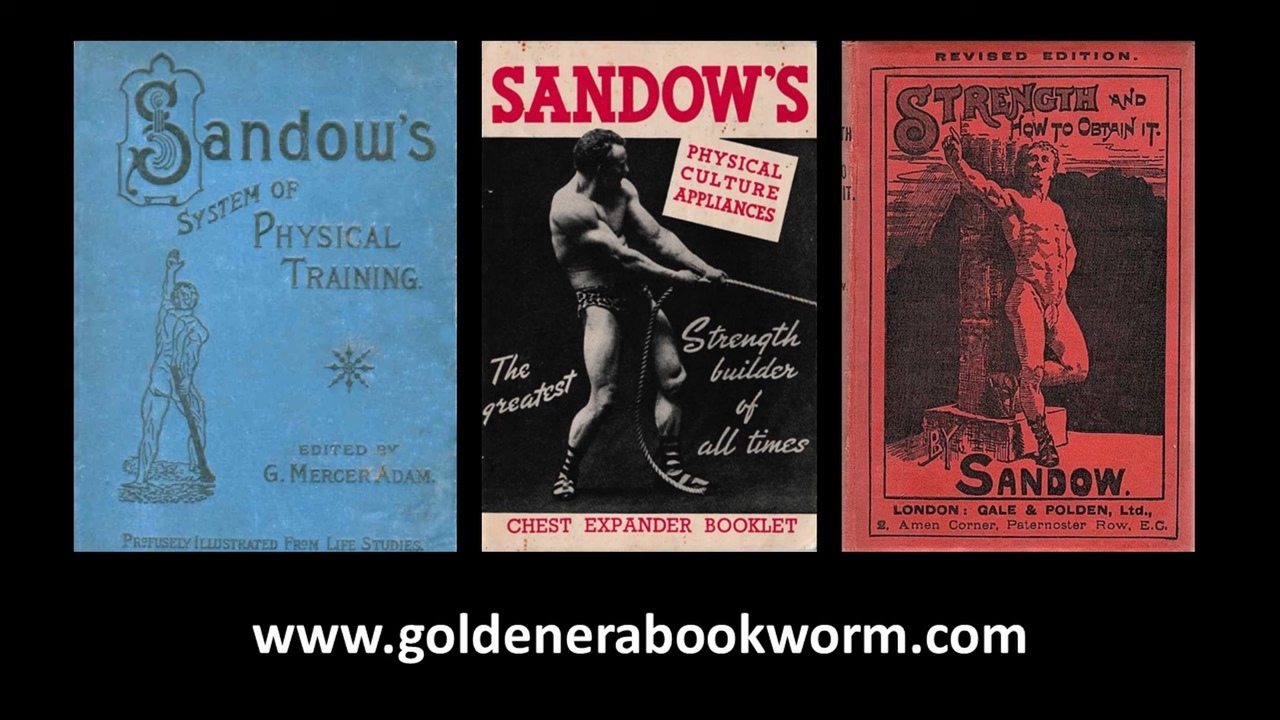 Sandow's
SYSTEM OF
PHYSICAL
TRAINING.
EDITED BY
G. MERCER ADAM.
PROFUSELY ILLUSTRATED FROM LIFE STUDIES.
SANDOW'S
PHYSICAL
CULTURE
APPLIANCES
The
greatest
Strength
builder
of
all times
CHEST EXPANDER BOOKLET
REVISED EDITION.
STRENGTH AND
HOW TO OBTAIN IT.
BY
SANDOW.
LONDON: GALE & POLDEN, Ltd.,
2, Amen Corner, Paternoster Row, E.C.
IT.
www.goldenerabookworm.com